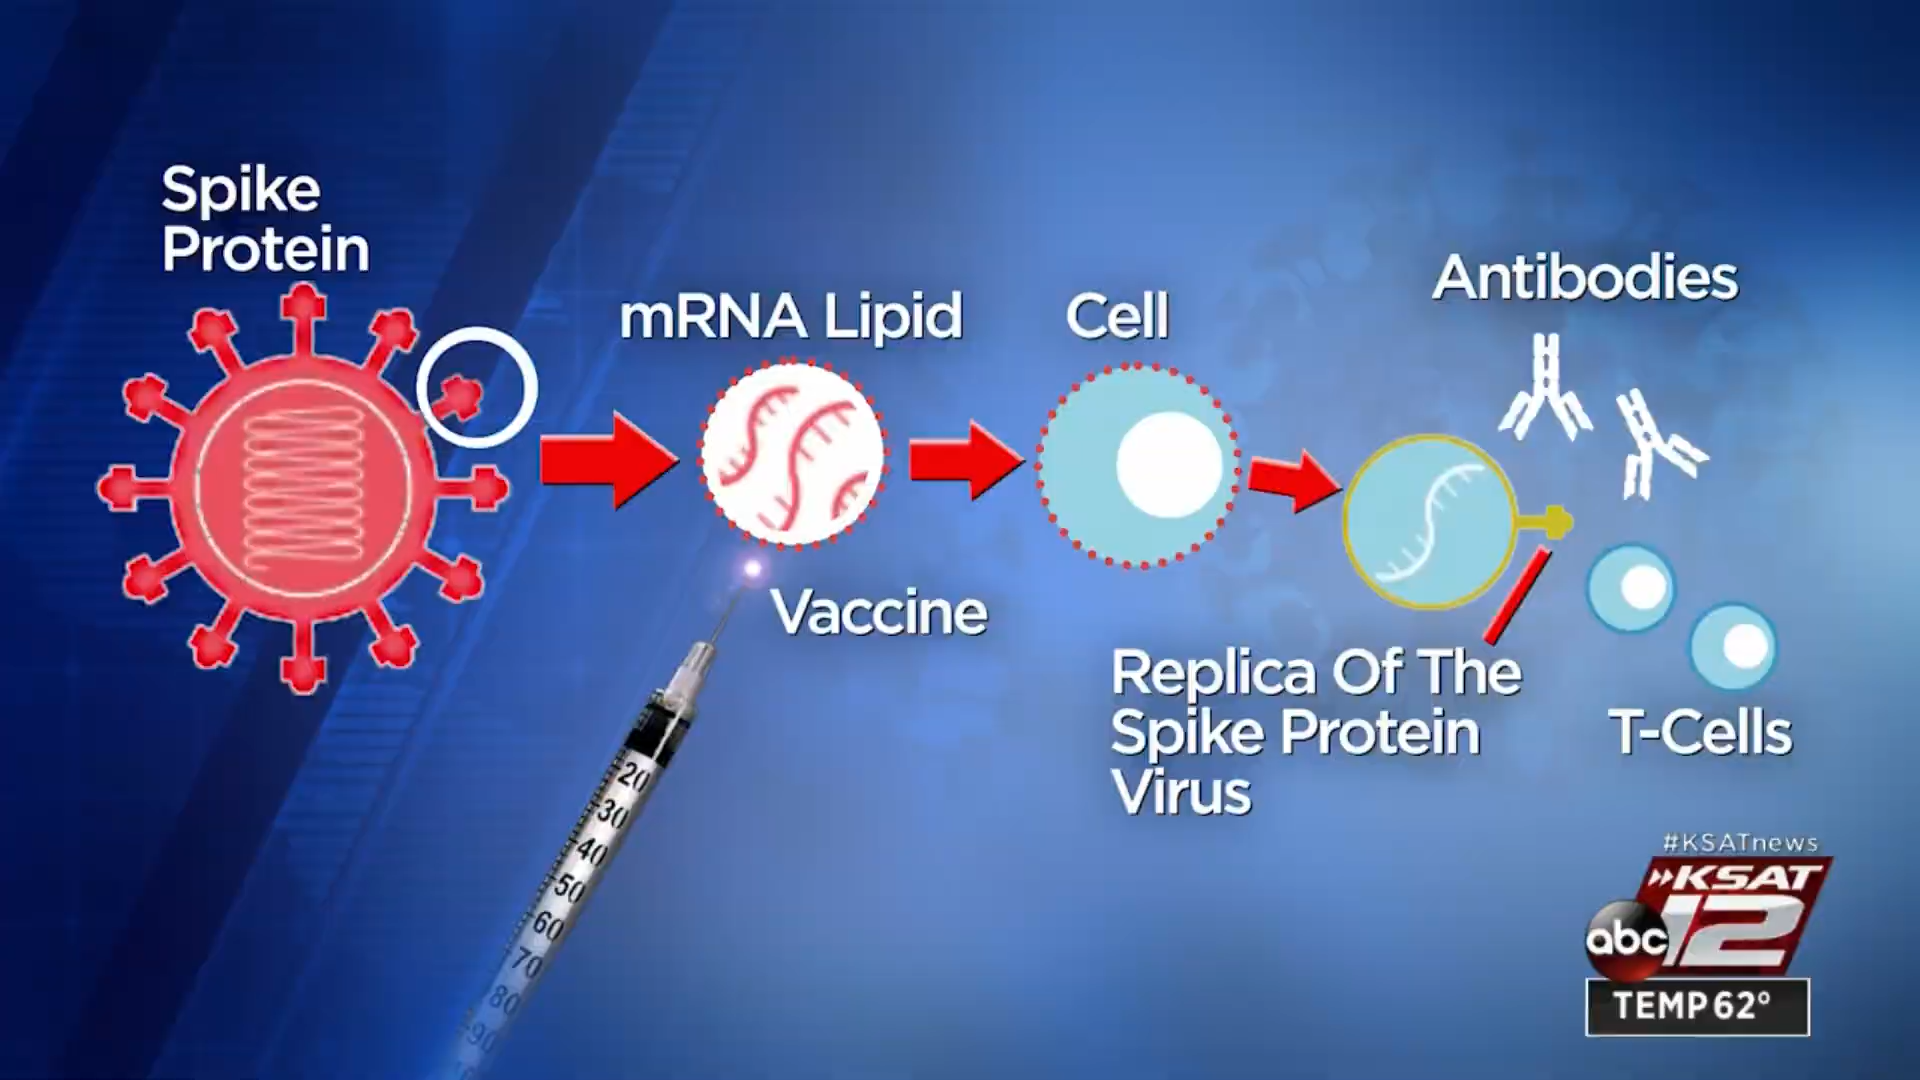 Spike
Protein
mRNA Lipid
Cell
Antibodies
Vaccine
Replica Of The
Spike Protein
Virus
T-Cells
20
30
40
50
60
70
80
90
#KSATnews
KSAT
12
abc
TEMP 62°